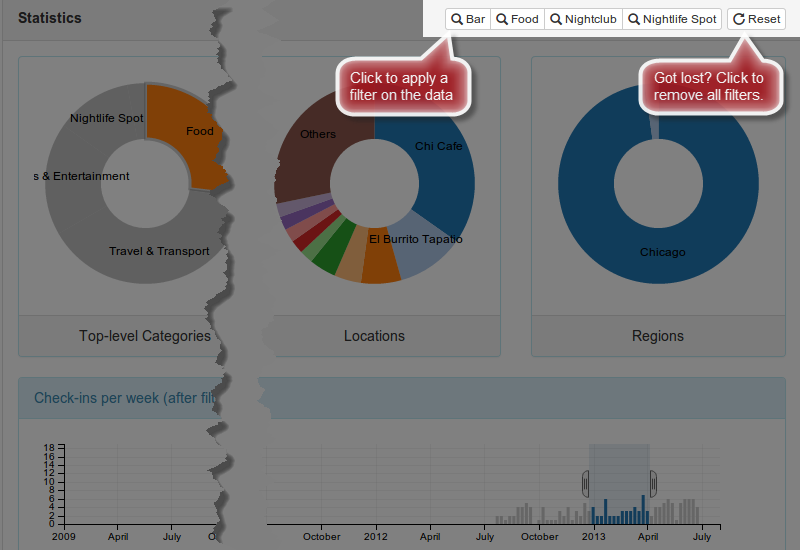 Statistics
Bar Food Nightclub Nightlife Spot Reset
Click to apply a
filter on the data
Got lost? Click to
remove all filters.
Nightlife Spot
Food
s & Entertainment
Travel & Transport
Others
Chi Cafe
El Burrito Tapatio
Chicago
Top-level Categories
Locations
Regions
Check-ins per week (after filt
18
16
14
12
10
8
6
4
2
0
2009 April July O October 2012 April July October 2013 April July